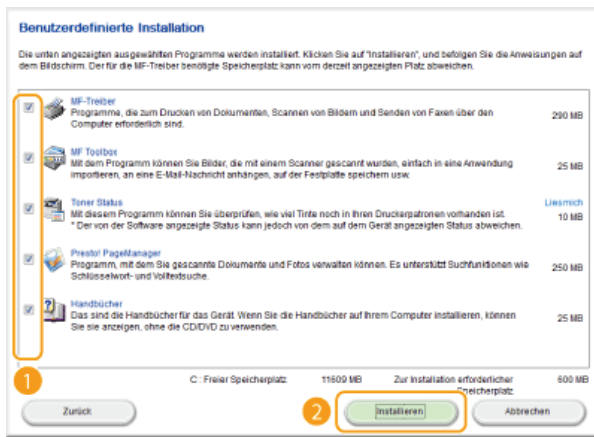 Benutzerdefinierte Installation
Die unten angezeigten ausgewählten Programme werden installiert. Klicken Sie auf "Installieren", und befolgen Sie die Anweisungen auf
dem Bildschirm. Der für die MF-Treiber benötigte Speicherplatz kann vom derzeit angezeigten Platz abweichen.
MF-Treiber
Programme, die zum Drucken von Dokumenten, Scannen von Bildern und Senden von Faxen über den
Computer erforderlich sind.
290 MB
MF Toolbox
Mit dem Programm können Sie Bilder, die mit einem Scanner gescannt wurden, einfach in eine Anwendung
importieren, an eine E-Mail-Nachricht anhängen, auf der Festplatte speichern usw.
25 MB
Toner Status
Liesmich
Mit diesem Programm können Sie überprüfen, wie viel Tinte noch in Ihren Druckerpatronen vorhanden ist.
* Der von der Software angezeigte Status kann jedoch von dem auf dem Gerät angezeigten Status abweichen.
10 MB
Presto! PageManager
Programm, mit dem Sie gescannte Dokumente und Fotos verwalten können. Es unterstützt Suchfunktionen wie
Schlüsselwort- und Volltextsuche.
250 MB
Handbücher
Das sind die Handbücher für das Gerät. Wenn Sie die Handbücher auf Ihrem Computer installieren, können
Sie sie anzeigen, ohne die CD/DVD zu verwenden.
25 MB
1
C : Freier Speicherplatz 11609 MB Zur Installation erforderlicher
Speicherplatz 600 MB
Zurück
2
Installieren
Abbrechen